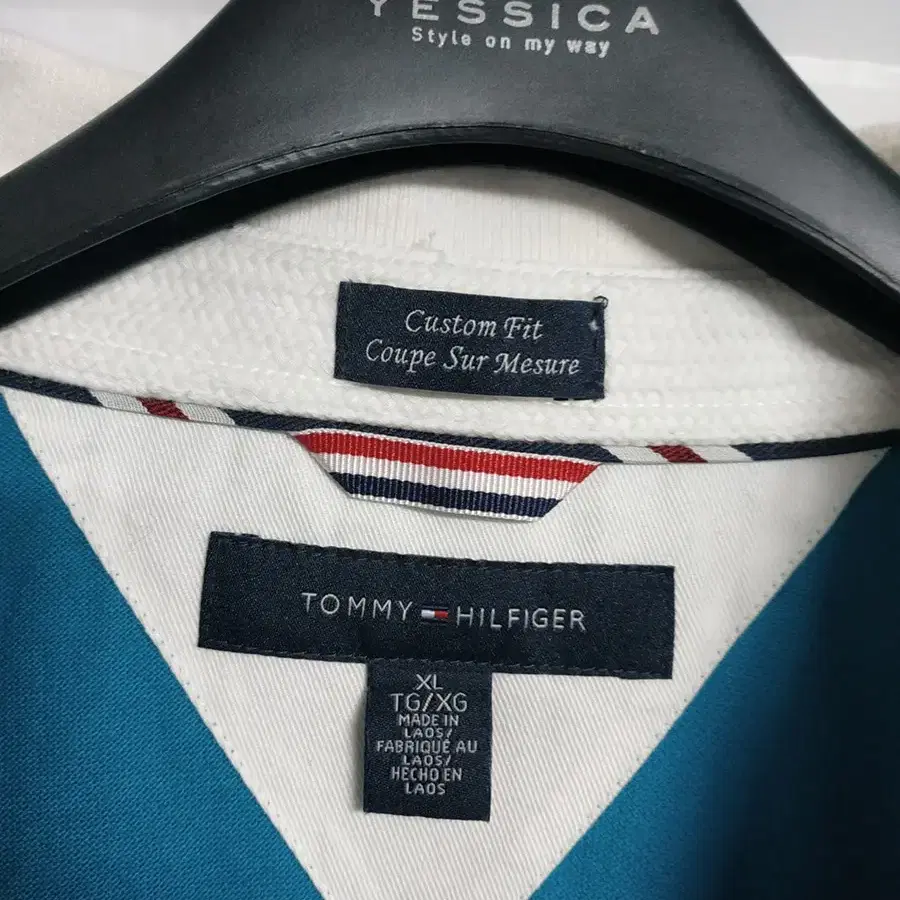 YESSICA
Style on my way
Custom Fit
Coupe Sur Mesure
TOMMY HILFIGER
XL
TG/XG
MADE IN
LAOS/
FABRIQUÉ AU
LAOS/
HECHO EN
LAOS